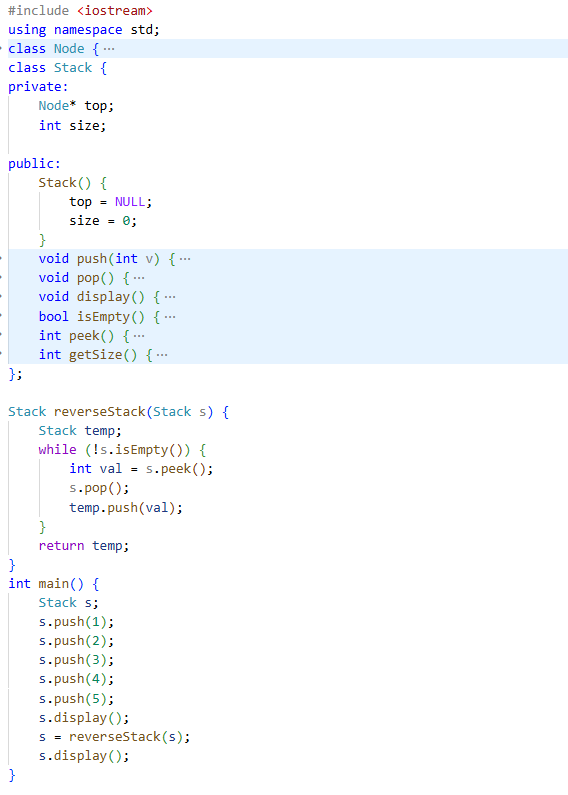 #include <iostream>
using namespace std;
class Node { ···
class Stack {
private:
    Node* top;
    int size;

public:
    Stack() {
        top = NULL;
        size = 0;
    }
    void push(int v) { ···
    void pop() { ···
    void display() { ···
    bool isEmpty() { ···
    int peek() { ···
    int getSize() { ···
};

Stack reverseStack(Stack s) {
    Stack temp;
    while (!s.isEmpty()) {
        int val = s.peek();
        s.pop();
        temp.push(val);
    }
    return temp;
}
int main() {
    Stack s;
    s.push(1);
    s.push(2);
    s.push(3);
    s.push(4);
    s.push(5);
    s.display();
    s = reverseStack(s);
    s.display();
}